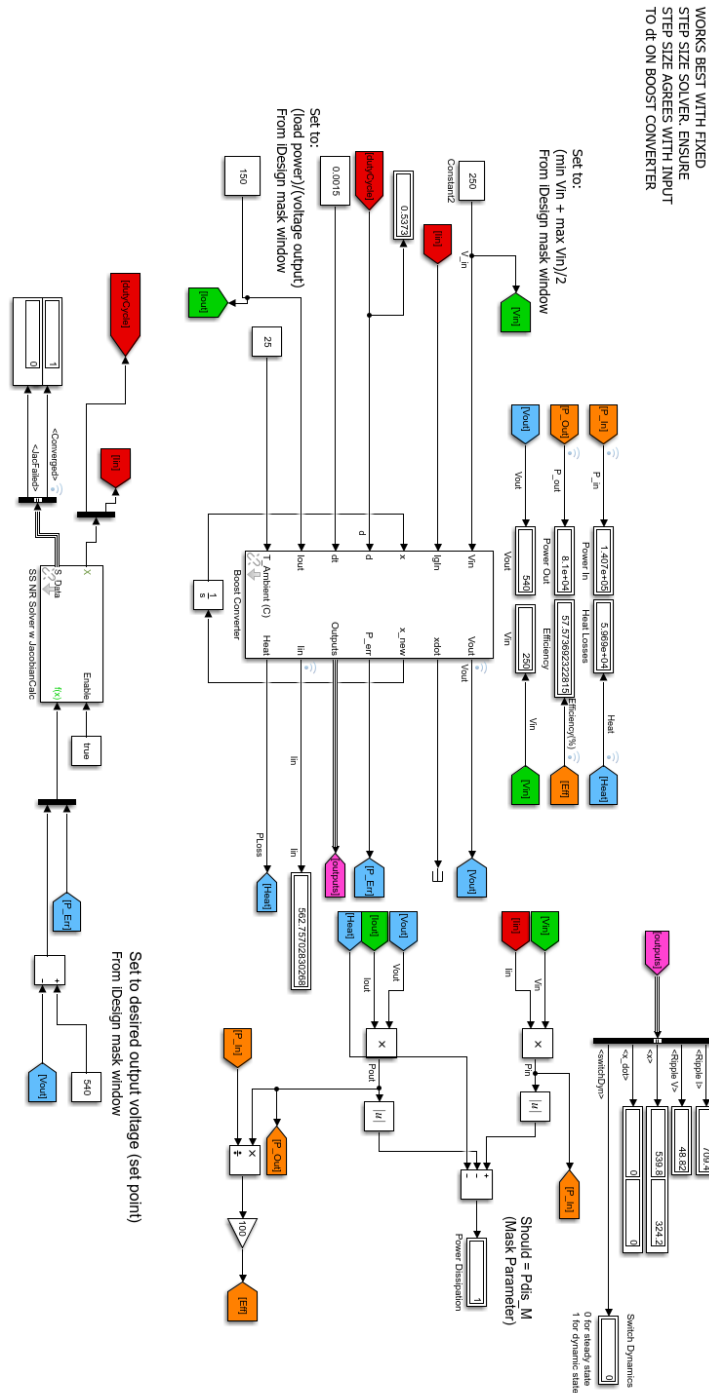 WORKS BEST WITH FIXED
STEP SIZE SOLVER. ENSURE
STEP SIZE AGREES WITH INPUT
TO dt ON BOOST CONVERTER
Set to:
(min Vin + max Vin)/2
From iDesign mask window
250
Constant2
V_in
[Vin]
[Iin]
0.5373
[dutyCycle]
0.0015
Set to:
(load power)/(voltage output)
From iDesign mask window
150
[Iout]
25
[P_In]
P_in
1.407e+05
Power In
5.969e+04
Heat Losses
Heat
[Heat]
[P_Out]
P_out
8.1e+04
Power Out
57.573692322815
Efficiency
Efficiency(%)
[Eff]
[Vout]
Vout
540
Vout
250
Vin
Vin
[Vin]
Vin
IgIn
x
d
d
dt
Iout
T_Ambient (C)
Vout
xdot
x_new
P_err
Outputs
Iin
Heat
Boost Converter
1
s
Vout
[Vout]
[P_Err]
[outputs]
Iin
Iin
562.75702830268
PLoss
[Heat]
[outputs]
<Ripple I>
709.4
<Ripple V>
48.82
<x>
539.8
324.2
<x_dot>
0
0
<switchDyn>
0
Switch Dynamics
0 for steady state
1 for dynamic state
[Vin]
Vin
[Iin]
Iin
×
Pin
|u|
[P_In]
[Vout]
Vout
[Iout]
Iout
[Heat]
×
Pout
|u|
[P_Out]
+
−
−
Should = Pdis_M
(Mask Parameter)
1
Power Dissipation
[P_In]
×
÷
100
[Eff]
[dutyCycle]
[Iin]
1
0
<Converged>
<JacFailed>
X
S_Data
Enable
f(x)
SS NR Solver w JacobianCalc
true
[P_Err]
+
−
540
[Vout]
Set to desired output voltage (set point)
From iDesign mask window